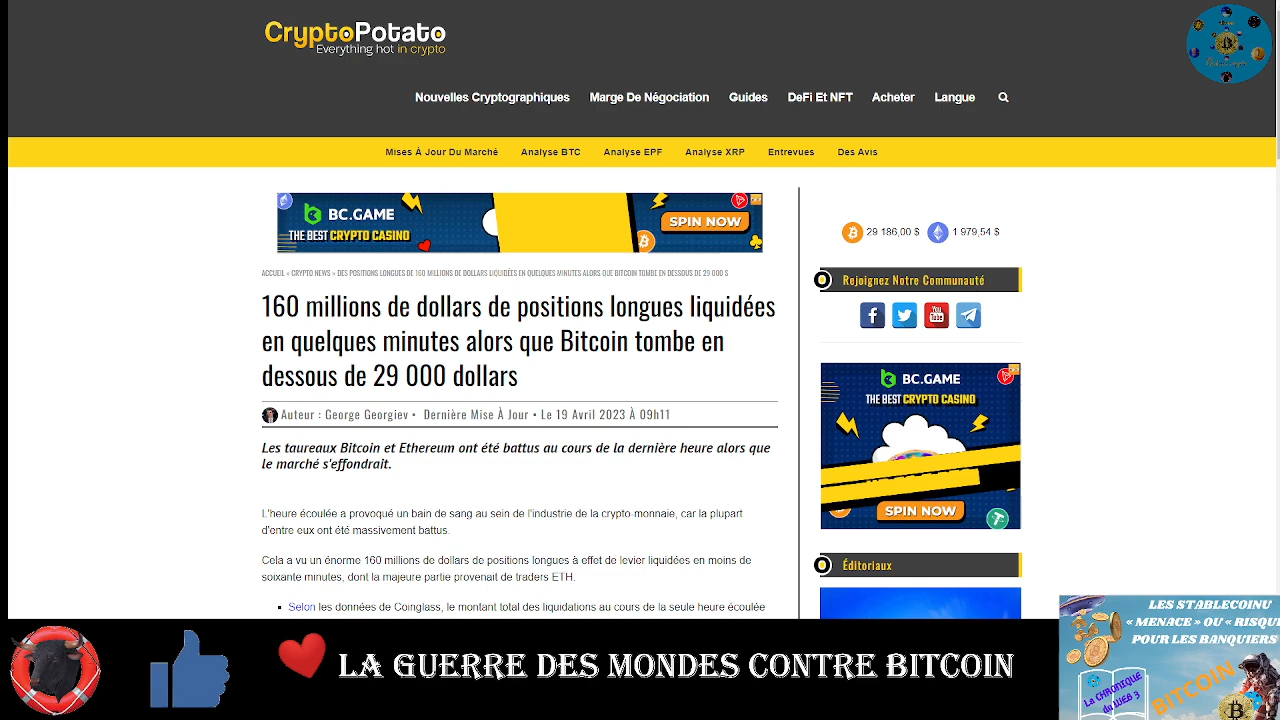 CryptoPotato
Everything hot in crypto
Nouvelles Cryptographiques Marge De Négociation Guides DeFi Et NFT Acheter Langue
Mises À Jour Du Marché Analyse BTC Analyse EPF Analyse XRP Entrevues Des Avis
BC.GAME
THE BEST CRYPTO CASINO
SPIN NOW
29 186,00 $ 1 979,54 $
ACCUEIL » CRYPTO NEWS » DES POSITIONS LONGUES DE 160 MILLIONS DE DOLLARS LIQUIDÉES EN QUELQUES MINUTES ALORS QUE BITCOIN TOMBE EN DESSOUS DE 29 000 $
160 millions de dollars de positions longues liquidées
en quelques minutes alors que Bitcoin tombe en
dessous de 29 000 dollars
Auteur : George Georgiev • Dernière Mise À Jour • Le 19 Avril 2023 À 09h11
Les taureaux Bitcoin et Ethereum ont été battus au cours de la dernière heure alors que
le marché s'effondrait.
L'heure écoulée a provoqué un bain de sang au sein de l'industrie de la crypto-monnaie, car la plupart
d'entre eux ont été massivement battus.
Cela a vu un énorme 160 millions de dollars de positions longues à effet de levier liquidées en moins de
soixante minutes, dont la majeure partie provenait de traders ETH.
▪ Selon les données de Coinglass, le montant total des liquidations au cours de la seule heure écoulée
Rejoignez Notre Communauté
You
Tube
BC.GAME
THE BEST CRYPTO CASINO
SPIN NOW
Éditoriaux
LA GUERRE DES MONDES CONTRE BITCOIN
LES STABLECOINU
« MENACE » OU « RISQU
POUR LES BANQUIERS
La CHRONIQUE
du WEB 3
BITCOIN